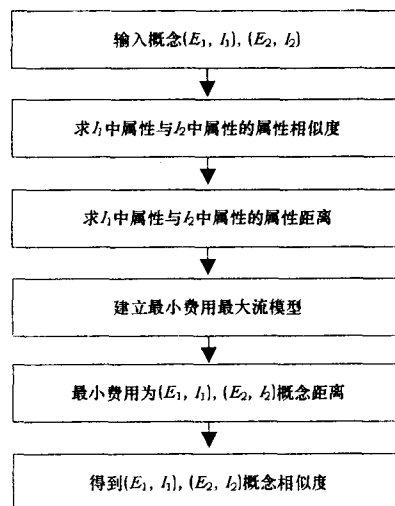 输入概念(E₁, I₁), (E₂, I₂)
求I₁中属性与I₂中属性的属性相似度
求I₁中属性与I₂中属性的属性距离
建立最小费用最大流模型
最小费用为(E₁, I₁), (E₂, I₂)概念距离
得到(E₁, I₁), (E₂, I₂)概念相似度